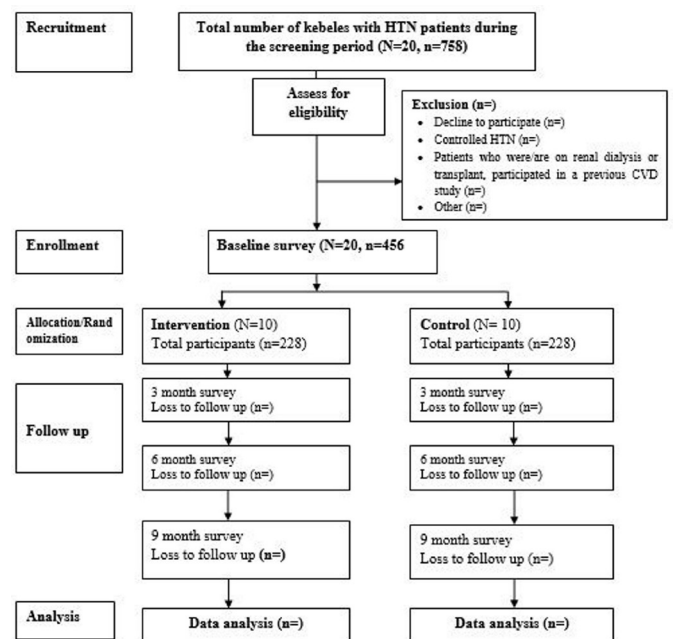 Recruitment
Total number of kebeles with HTN patients during
the screening period (N=20, n=758)
Assess for
eligibility
Exclusion (n=)
• Decline to participate (n=)
• Controlled HTN (n=)
• Patients who were/are on renal dialysis or
transplant, participated in a previous CVD
study (n=)
• Other (n=)
Enrollment
Baseline survey (N=20, n=456
Allocation/Rand
omization
Intervention (N=10)
Total participants (n=228)
Control (N= 10)
Total participants (n=228)
Follow up
3 month survey
Loss to follow up (n=)
3 month survey
Loss to follow up (n=)
6 month survey
Loss to follow up (n=)
6 month survey
Loss to follow up (n=)
9 month survey
Loss to follow up (n=)
9 month survey
Loss to follow up (n=)
Analysis
Data analysis (n=)
Data analysis (n=)